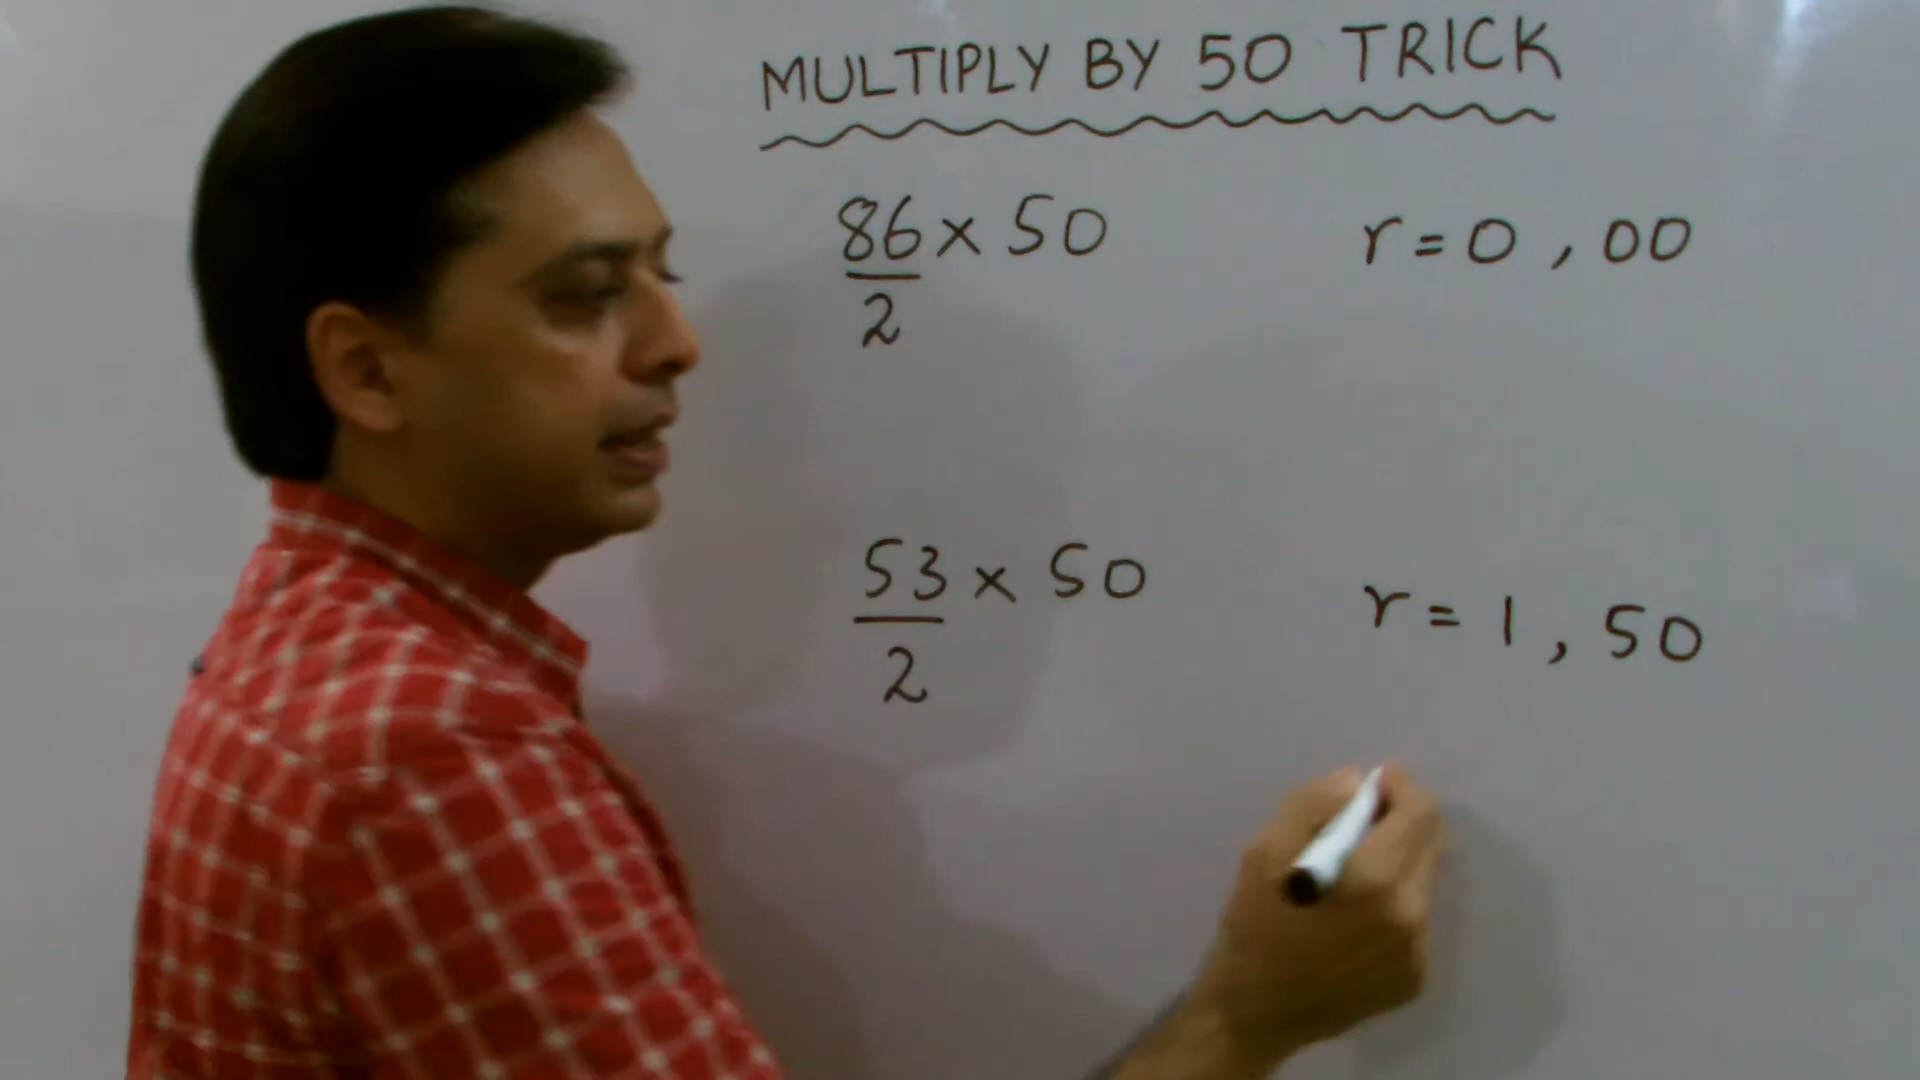 MULTIPLY BY 50 TRICK
86 x 50 r = 0 , 00
2
53 x 50 r = 1 , 50
2